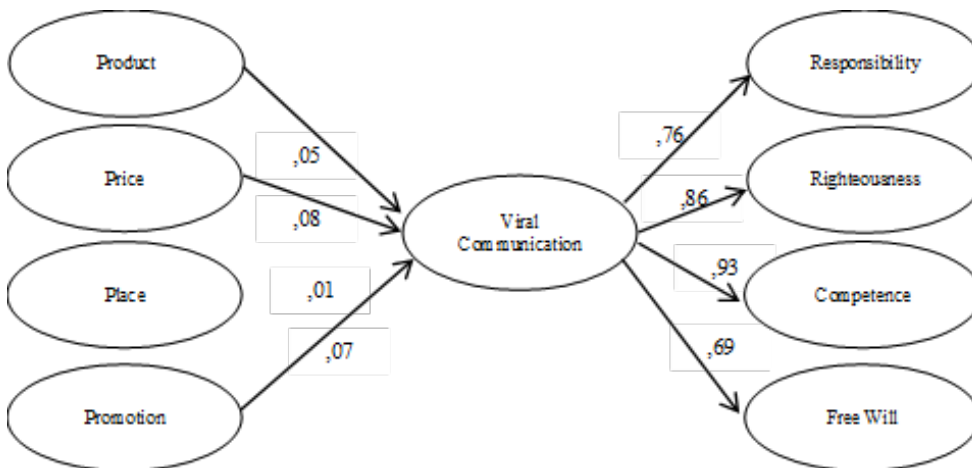 Product
Price
Place
Promotion
,05
,08
,01
,07
Viral
Communication
,76
,86
,93
,69
Responsibility
Righteousness
Competence
Free Will